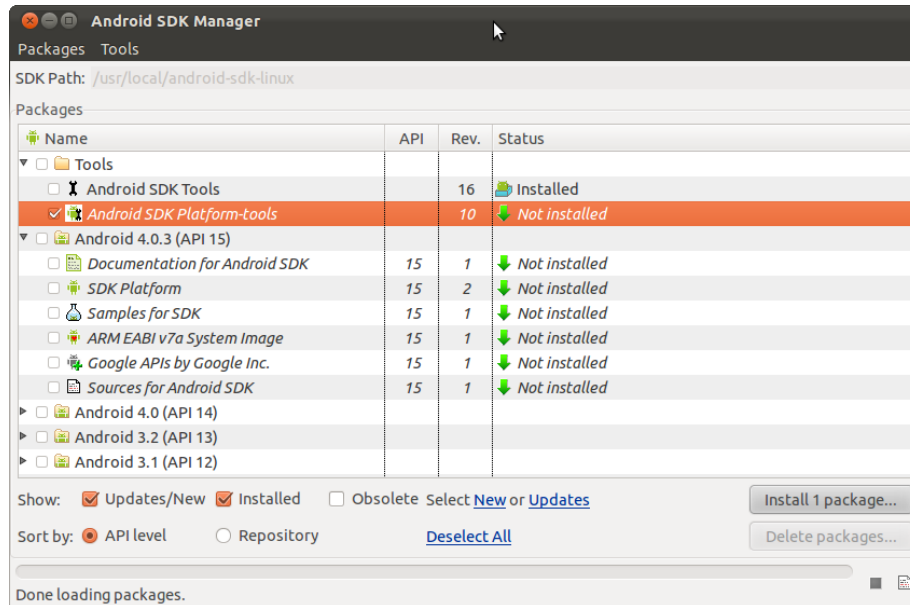 Android SDK Manager
Packages Tools
SDK Path: /usr/local/android-sdk-linux
Packages
Name API Rev. Status
Tools
Android SDK Tools 16 Installed
Android SDK Platform-tools 10 Not installed
Android 4.0.3 (API 15)
Documentation for Android SDK 15 1 Not installed
SDK Platform 15 2 Not installed
Samples for SDK 15 1 Not installed
ARM EABI v7a System Image 15 1 Not installed
Google APIs by Google Inc. 15 1 Not installed
Sources for Android SDK 15 1 Not installed
Android 4.0 (API 14)
Android 3.2 (API 13)
Android 3.1 (API 12)
Show: Updates/New Installed Obsolete Select New or Updates Install 1 package...
Sort by: API level Repository Deselect All Delete packages...
Done loading packages.